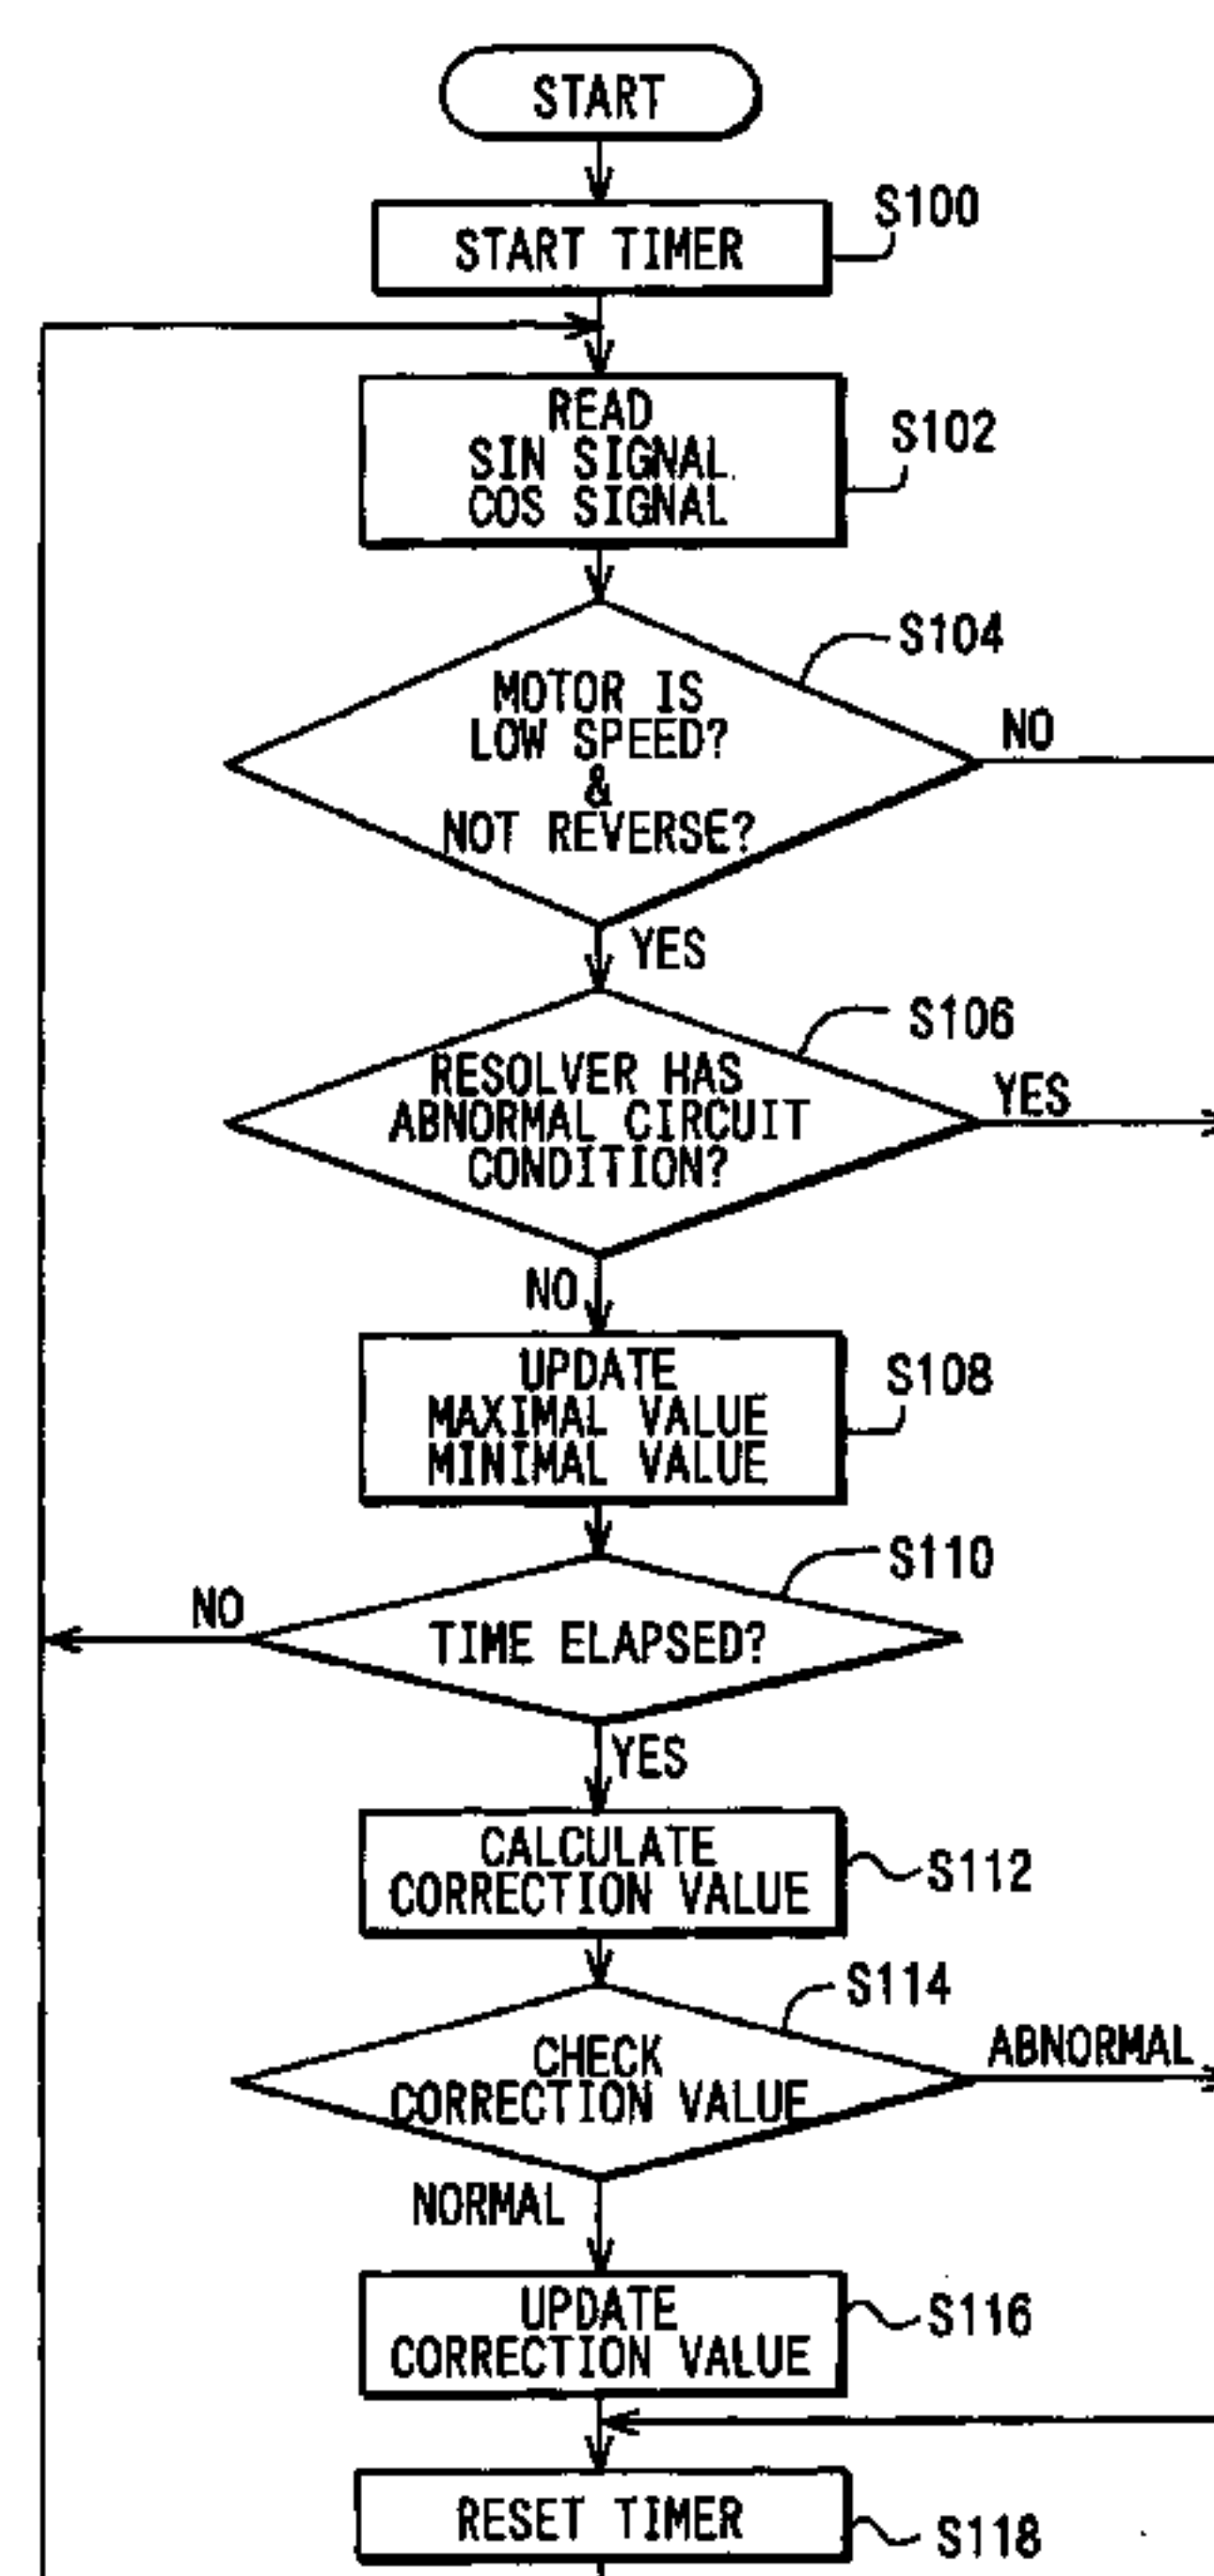 START
START TIMER
S100
READ
SIN SIGNAL
COS SIGNAL
S102
MOTOR IS
LOW SPEED?
&
NOT REVERSE?
S104
NO
YES
RESOLVER HAS
ABNORMAL CIRCUIT
CONDITION?
S106
YES
NO
UPDATE
MAXIMAL VALUE
MINIMAL VALUE
S108
TIME ELAPSED?
S110
NO
YES
CALCULATE
CORRECTION VALUE
S112
CHECK
CORRECTION VALUE
S114
ABNORMAL
NORMAL
UPDATE
CORRECTION VALUE
S116
RESET TIMER
S118